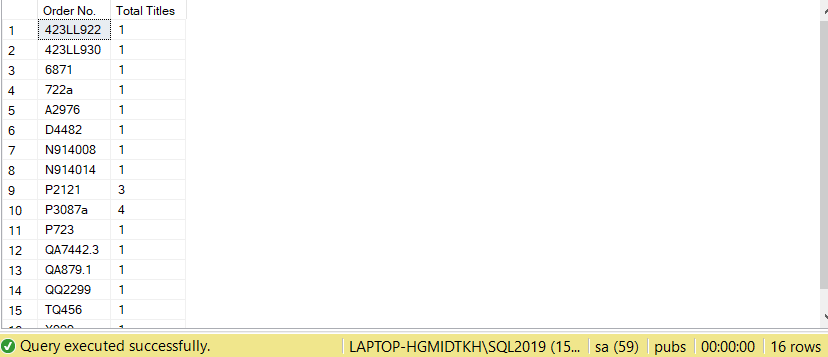 Order No. Total Titles
1 423LL922 1
2 423LL930 1
3 6871 1
4 722a 1
5 A2976 1
6 D4482 1
7 N914008 1
8 N914014 1
9 P2121 3
10 P3087a 4
11 P723 1
12 QA7442.3 1
13 QA879.1 1
14 QQ2299 1
15 TQ456 1
Query executed successfully. LAPTOP-HGMIDTKH\SQL2019 (15... sa (59) pubs 00:00:00 16 rows